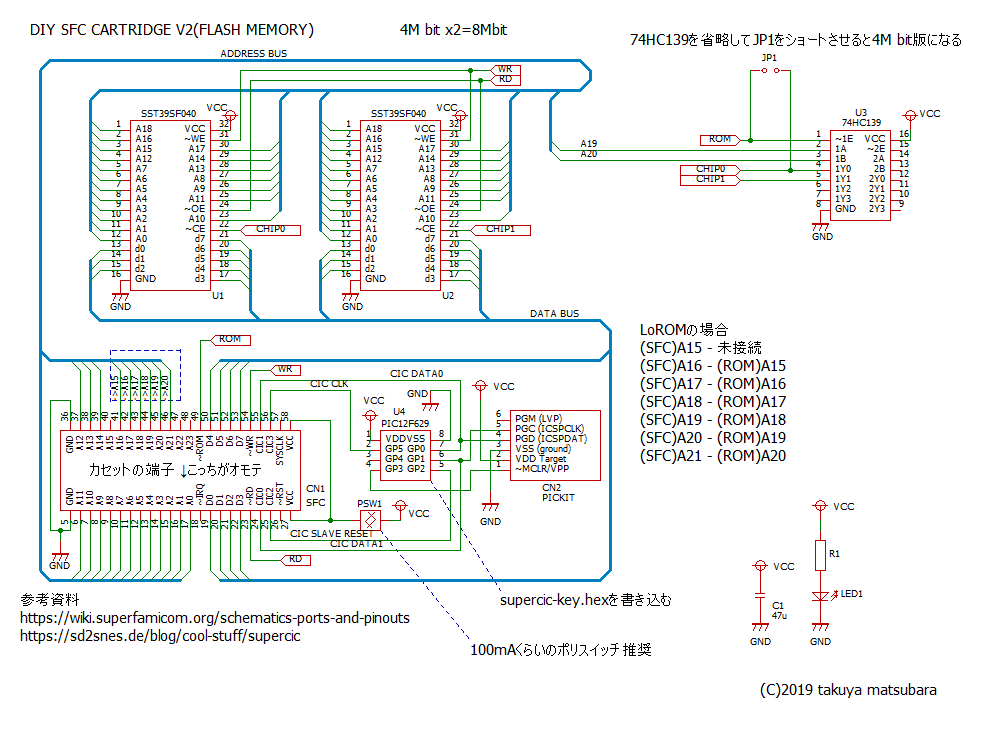 DIY SFC CARTRIDGE V2(FLASH MEMORY)
4M bit x2=8Mbit
74HC139を省略してJP1をショートさせると4M bit版になる
ADDRESS BUS
JP1
WR
RD
SST39SF040
VCC
1 A18 VCC 32
2 A16 ~WE 31
3 A15 A17 30
4 A12 A14 29
5 A7 A13 28
6 A6 A8 27
7 A5 A9 26
8 A4 A11 25
9 A3 ~OE 24
10 A2 A10 23
11 A1 ~CE 22
12 A0 d7 21
13 d0 d6 20
14 d1 d5 19
15 d2 d4 18
16 GND d3 17
CHIP0
GND
U1
SST39SF040
VCC
1 A18 VCC 32
2 A16 ~WE 31
3 A15 A17 30
4 A12 A14 29
5 A7 A13 28
6 A6 A8 27
7 A5 A9 26
8 A4 A11 25
9 A3 ~OE 24
10 A2 A10 23
11 A1 ~CE 22
12 A0 d7 21
13 d0 d6 20
14 d1 d5 19
15 d2 d4 18
16 GND d3 17
CHIP1
GND
U2
U3
74HC139
VCC
ROM
A19
A20
CHIP0
CHIP1
1 ~1E VCC 16
2 1A ~2E 15
3 1B 2A 14
4 1Y0 2B 13
5 1Y1 2Y0 12
6 1Y2 2Y1 11
7 1Y3 2Y2 10
8 GND 2Y3 9
GND
DATA BUS
LoROMの場合
(SFC)A15 - 未接続
(SFC)A16 - (ROM)A15
(SFC)A17 - (ROM)A16
(SFC)A18 - (ROM)A17
(SFC)A19 - (ROM)A18
(SFC)A20 - (ROM)A19
(SFC)A21 - (ROM)A20
ROM
WR
CIC DATA0
CIC CLK
>>A15
>>A16
>>A17
>>A18
>>A19
>>A20
36 37 38 39 40 41 42 43 44 45 46 47 48 49 50 51 52 53 54 55 56 57 58
GND A12 A13 A14 A15 A16 A17 A18 A19 A20 A21 A22 A23 ~ROM D4 D5 D6 D7 ~WR CIC1 CIC3 SYSCLK VCC
カセットの端子 ↓こっちがオモテ
GND A11 A10 A9 A8 A7 A6 A5 A4 A3 A2 A1 A0 ~IRQ D0 D1 D2 D3 ~RD CIC0 CIC2 ~RST VCC
5 6 7 8 9 10 11 12 13 14 15 16 17 18 19 20 21 22 23 24 25 26 27
CN1
SFC
GND
RD
VCC
GND
U4
PIC12F629
1 VDD VSS 8
2 GP5 GP0 7
3 GP4 GP1 6
4 GP3 GP2 5
VCC
6 PGM (LVP)
5 PGC (ICSPCLK)
4 PGD (ICSPDAT)
3 VSS (ground)
2 VDD Target
1 ~MCLR/VPP
CN2
PICKIT
GND
PSW1
VCC
CIC SLAVE RESET
CIC DATA1
VCC
R1
LED1
GND
VCC
C1
47u
GND
supercic-key.hexを書き込む
100mAくらいのポリスイッチ推奨
参考資料
https://wiki.superfamicom.org/schematics-ports-and-pinouts
https://sd2snes.de/blog/cool-stuff/supercic
(C)2019 takuya matsubara